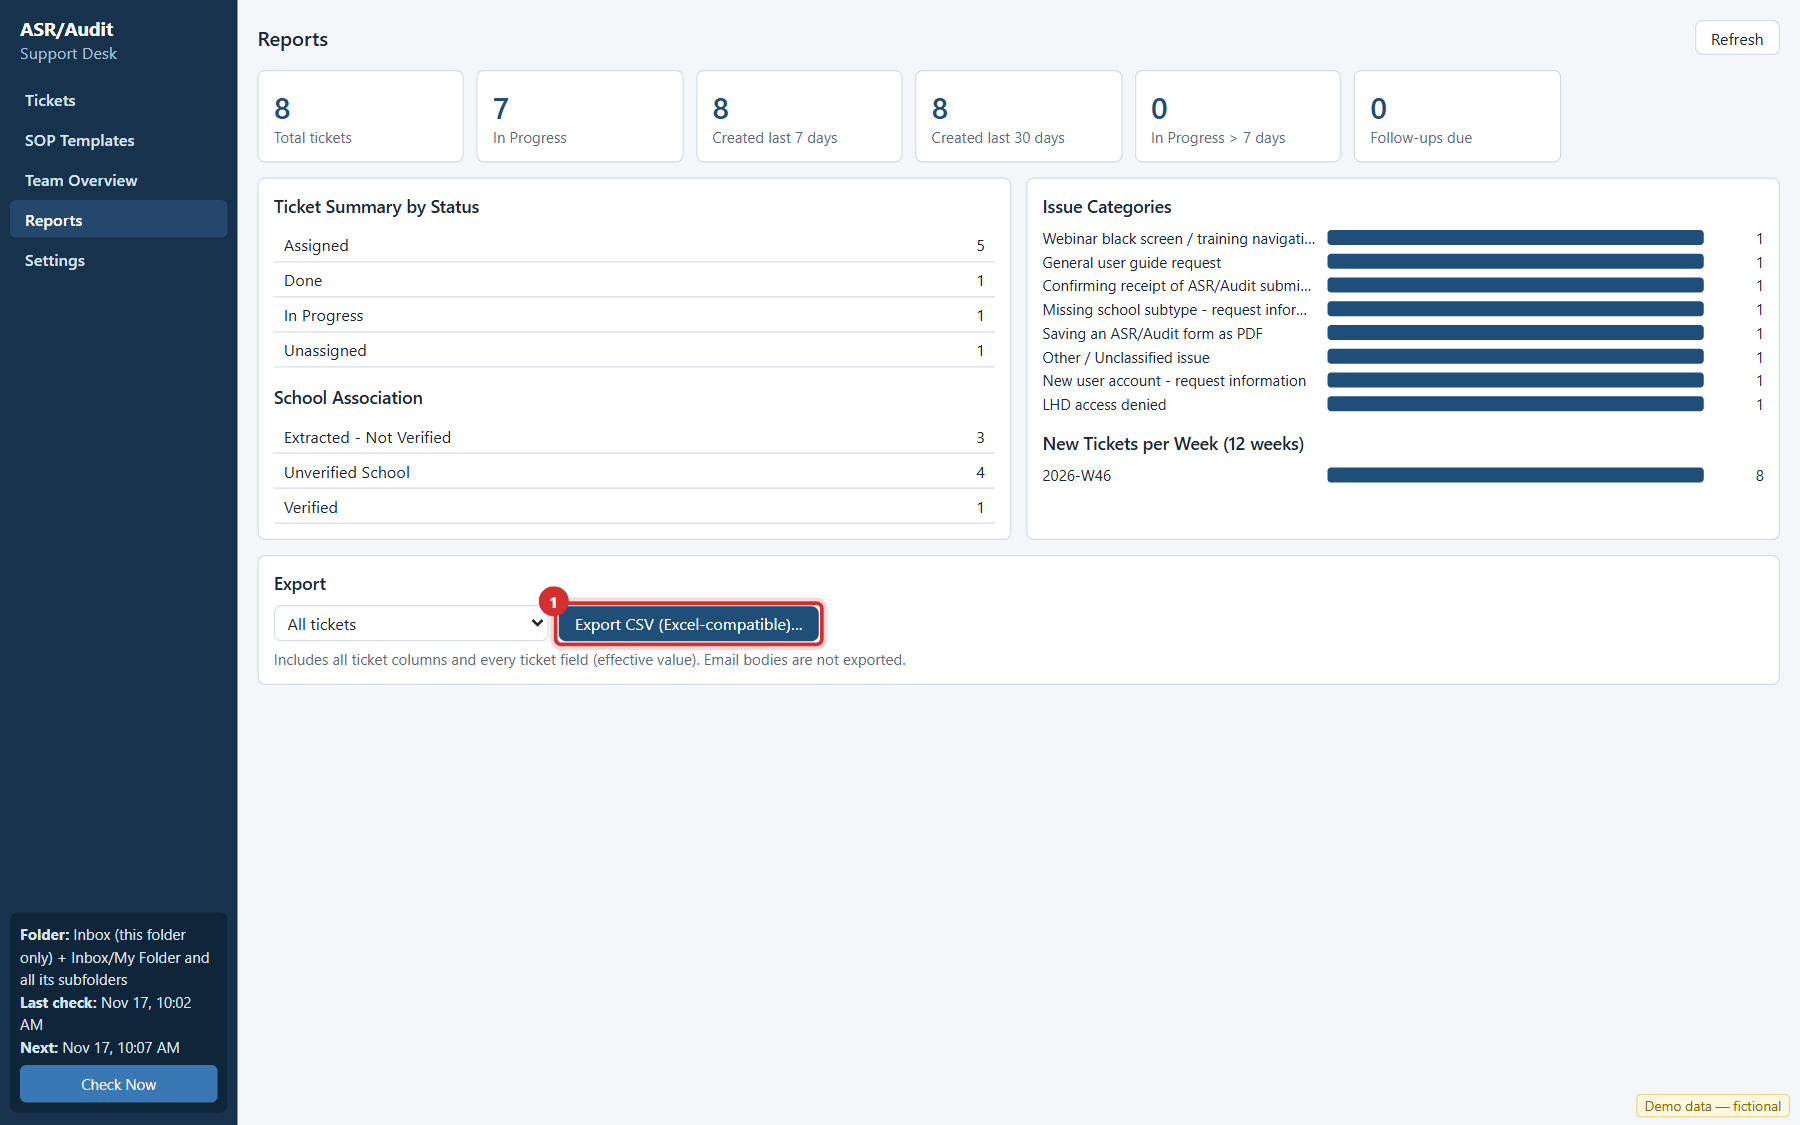 ASR/Audit
Support Desk
Tickets
SOP Templates
Team Overview
Reports
Settings
Folder: Inbox (this folder
only) + Inbox/My Folder and
all its subfolders
Last check: Nov 17, 10:02
AM
Next: Nov 17, 10:07 AM
Check Now
Reports
Refresh
8
Total tickets
7
In Progress
8
Created last 7 days
8
Created last 30 days
0
In Progress > 7 days
0
Follow-ups due
Ticket Summary by Status
Assigned 5
Done 1
In Progress 1
Unassigned 1
School Association
Extracted - Not Verified 3
Unverified School 4
Verified 1
Issue Categories
Webinar black screen / training navigati... 1
General user guide request 1
Confirming receipt of ASR/Audit submi... 1
Missing school subtype - request infor... 1
Saving an ASR/Audit form as PDF 1
Other / Unclassified issue 1
New user account - request information 1
LHD access denied 1
New Tickets per Week (12 weeks)
2026-W46 8
Export
All tickets
1
Export CSV (Excel-compatible)...
Includes all ticket columns and every ticket field (effective value). Email bodies are not exported.
Demo data — fictional